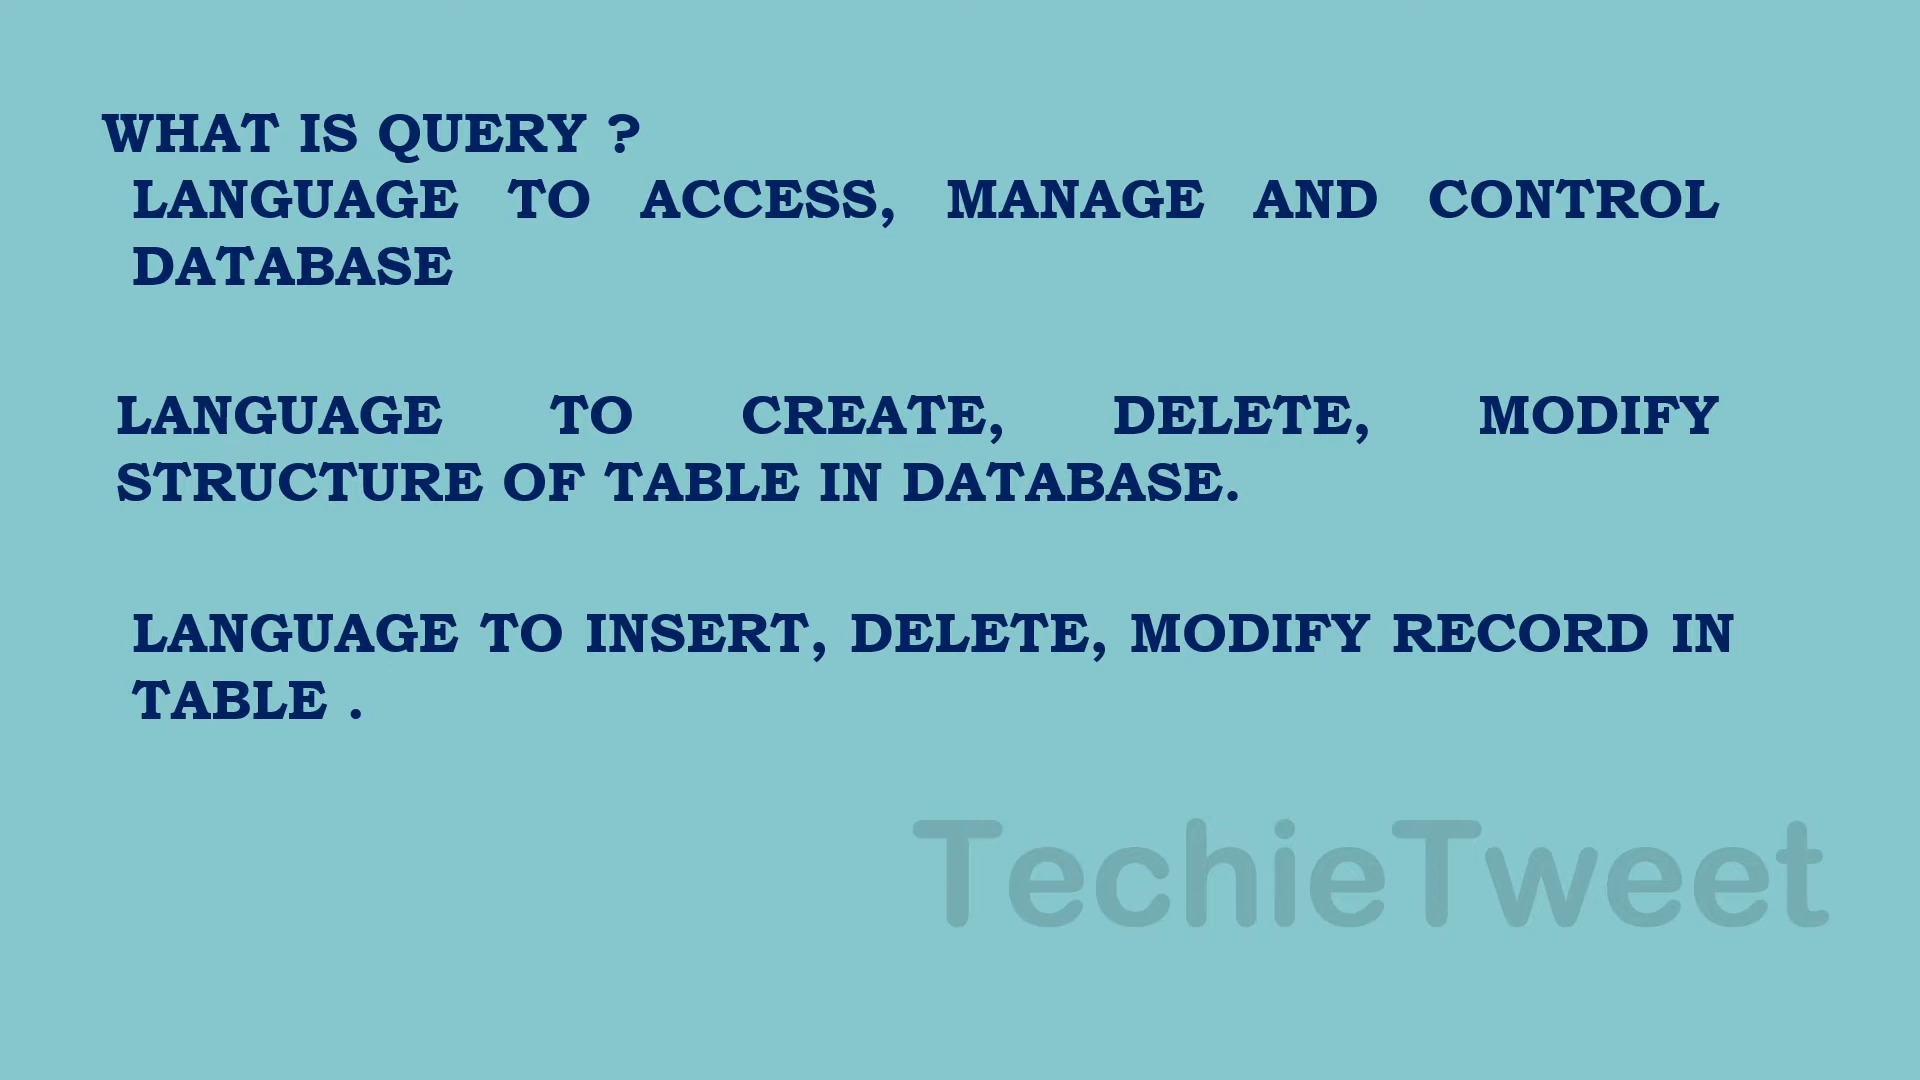 WHAT IS QUERY ?
LANGUAGE TO ACCESS, MANAGE AND CONTROL
DATABASE
LANGUAGE TO CREATE, DELETE, MODIFY
STRUCTURE OF TABLE IN DATABASE.
LANGUAGE TO INSERT, DELETE, MODIFY RECORD IN
TABLE .
TechieTweet